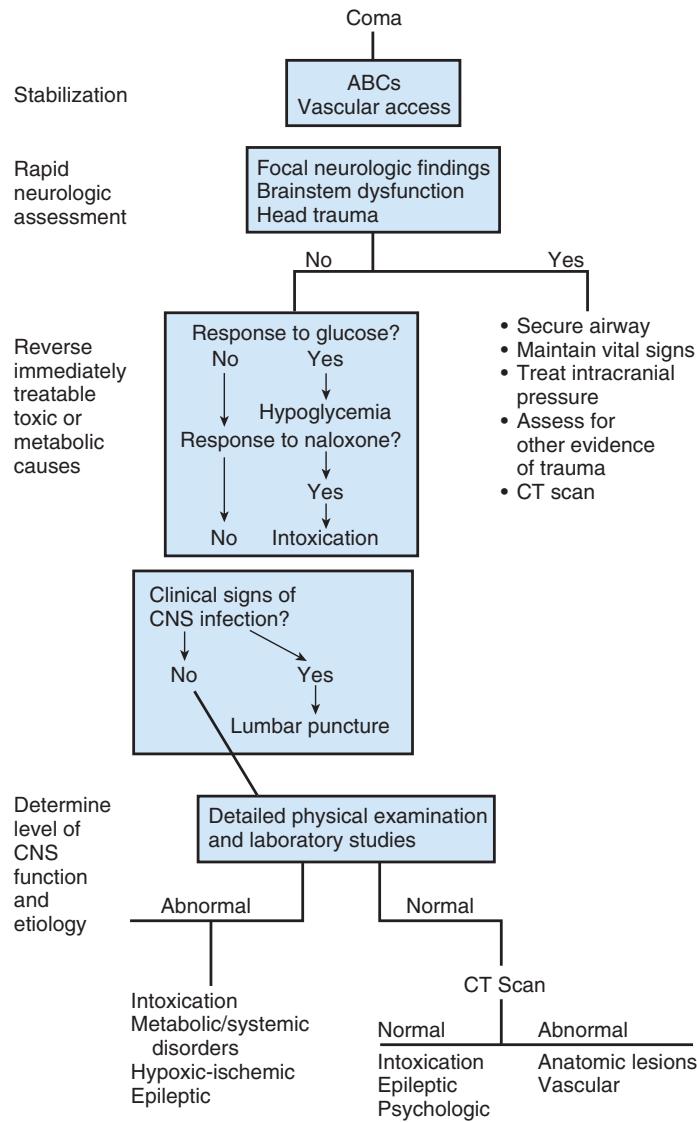 Coma
Stabilization
ABCs
Vascular access
Rapid
neurologic
assessment
Focal neurologic findings
Brainstem dysfunction
Head trauma
No
Yes
Reverse
immediately
treatable
toxic or
metabolic
causes
Response to glucose?
No Yes
Hypoglycemia
Response to naloxone?
Yes
No Intoxication
• Secure airway
• Maintain vital signs
• Treat intracranial
pressure
• Assess for
other evidence
of trauma
• CT scan
Clinical signs of
CNS infection?
No Yes
Lumbar puncture
Determine
level of
CNS
function
and
etiology
Detailed physical examination
and laboratory studies
Abnormal
Normal
Intoxication
Metabolic/systemic
disorders
Hypoxic-ischemic
Epileptic
CT Scan
Normal
Abnormal
Intoxication
Epileptic
Psychologic
Anatomic lesions
Vascular